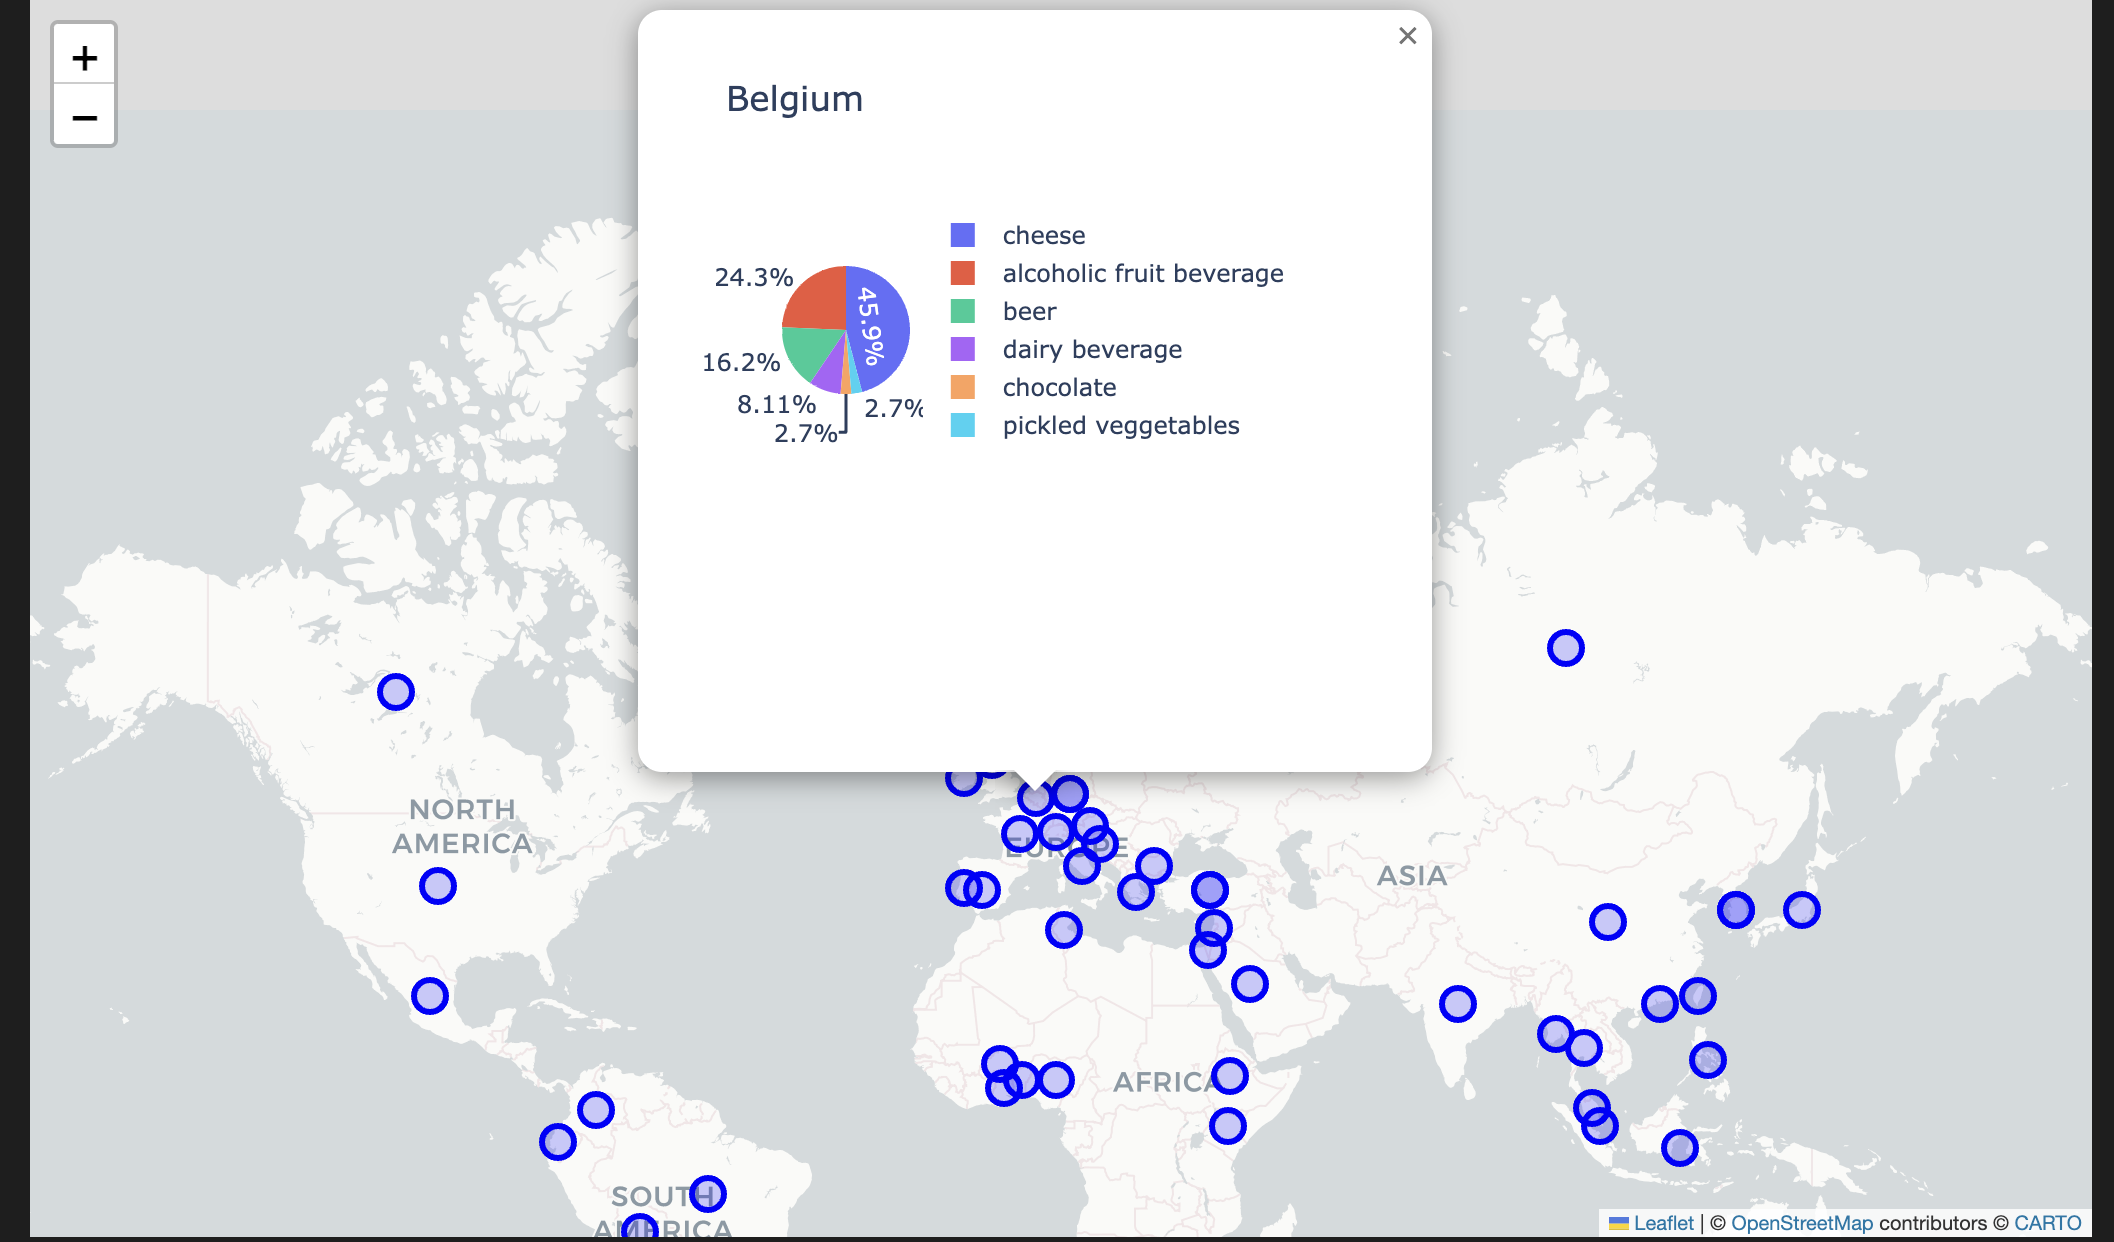 +
−
×
Belgium
24.3%
45.9%
16.2%
8.11%
2.7%
2.7%
cheese
alcoholic fruit beverage
beer
dairy beverage
chocolate
pickled veggetables
NORTH
AMERICA
EUROPE
ASIA
AFRICA
SOUTH
AMERICA
Leaflet | © OpenStreetMap contributors © CARTO